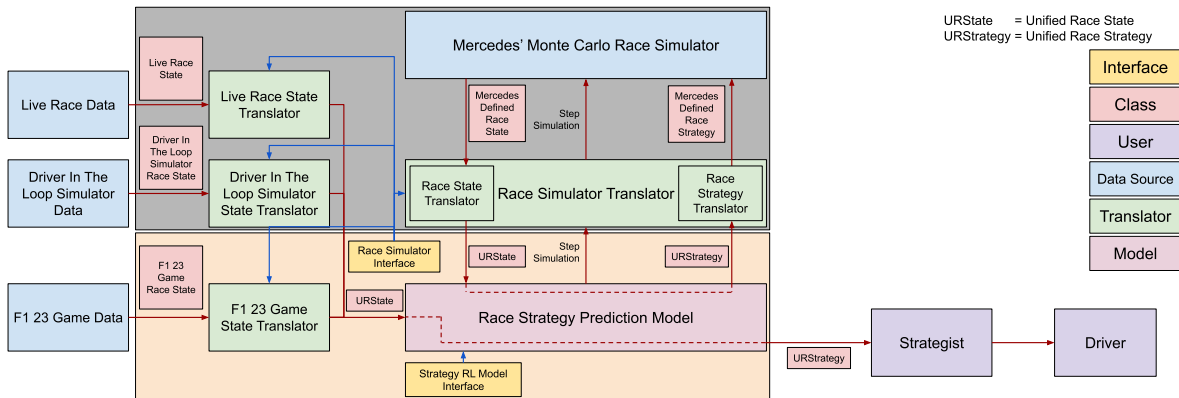 URState = Unified Race State
URStrategy = Unified Race Strategy
Interface
Class
User
Data Source
Translator
Model
Live Race Data
Live Race
State
Live Race State
Translator
Mercedes' Monte Carlo Race Simulator
Mercedes
Defined
Race
State
Step
Simulation
Mercedes
Defined
Race
Strategy
Driver In The Loop Simulator
Data
Driver In
The Loop
Simulator
Race State
Driver In The
Loop Simulator
State Translator
Race State
Translator
Race Simulator Translator
Race
Strategy
Translator
Race Simulator
Interface
URState
Step
Simulation
URStrategy
F1 23 Game Data
F1 23
Game
Race State
F1 23 Game
State Translator
URState
Race Strategy Prediction Model
Strategy RL Model
Interface
URStrategy
Strategist
Driver